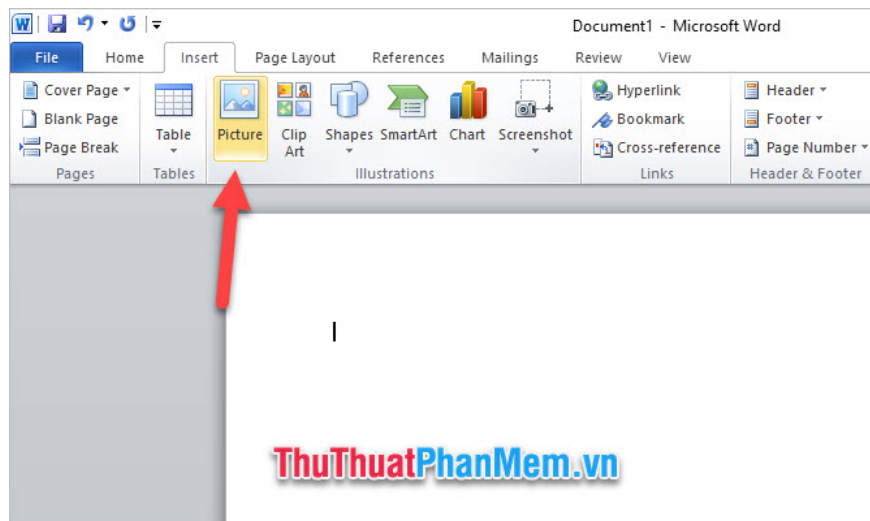 W
Document1 - Microsoft Word
File Home Insert Page Layout References Mailings Review View
Cover Page
Blank Page
Page Break
Pages
Table
Tables
Picture
Clip
Art
Shapes
SmartArt
Chart
Screenshot
Illustrations
Hyperlink
Bookmark
Cross-reference
Links
Header
Footer
Page Number
Header & Footer
ThuThuatPhanMem.vn